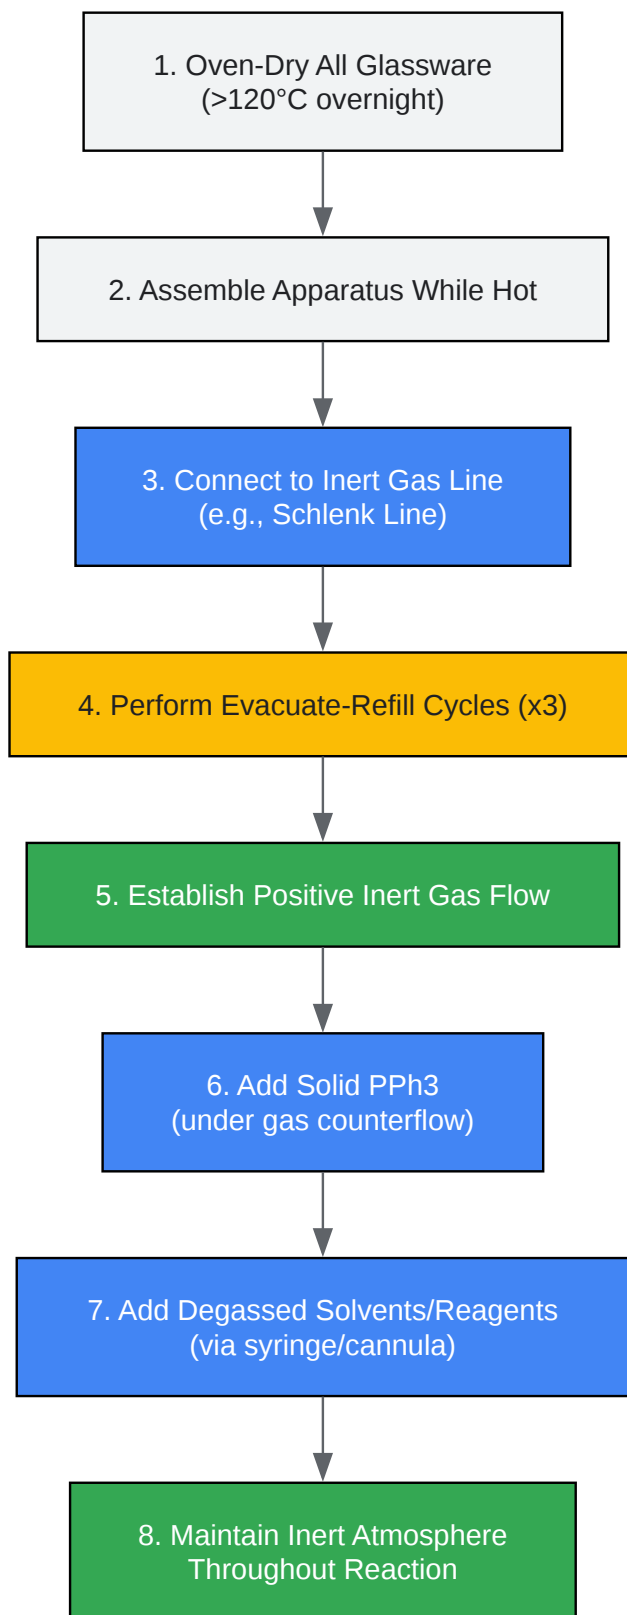 1. Oven-Dry All Glassware
(>120°C overnight)
2. Assemble Apparatus While Hot
3. Connect to Inert Gas Line
(e.g., Schlenk Line)
4. Perform Evacuate-Refill Cycles (x3)
5. Establish Positive Inert Gas Flow
6. Add Solid PPh3
(under gas counterflow)
7. Add Degassed Solvents/Reagents
(via syringe/cannula)
8. Maintain Inert Atmosphere
Throughout Reaction